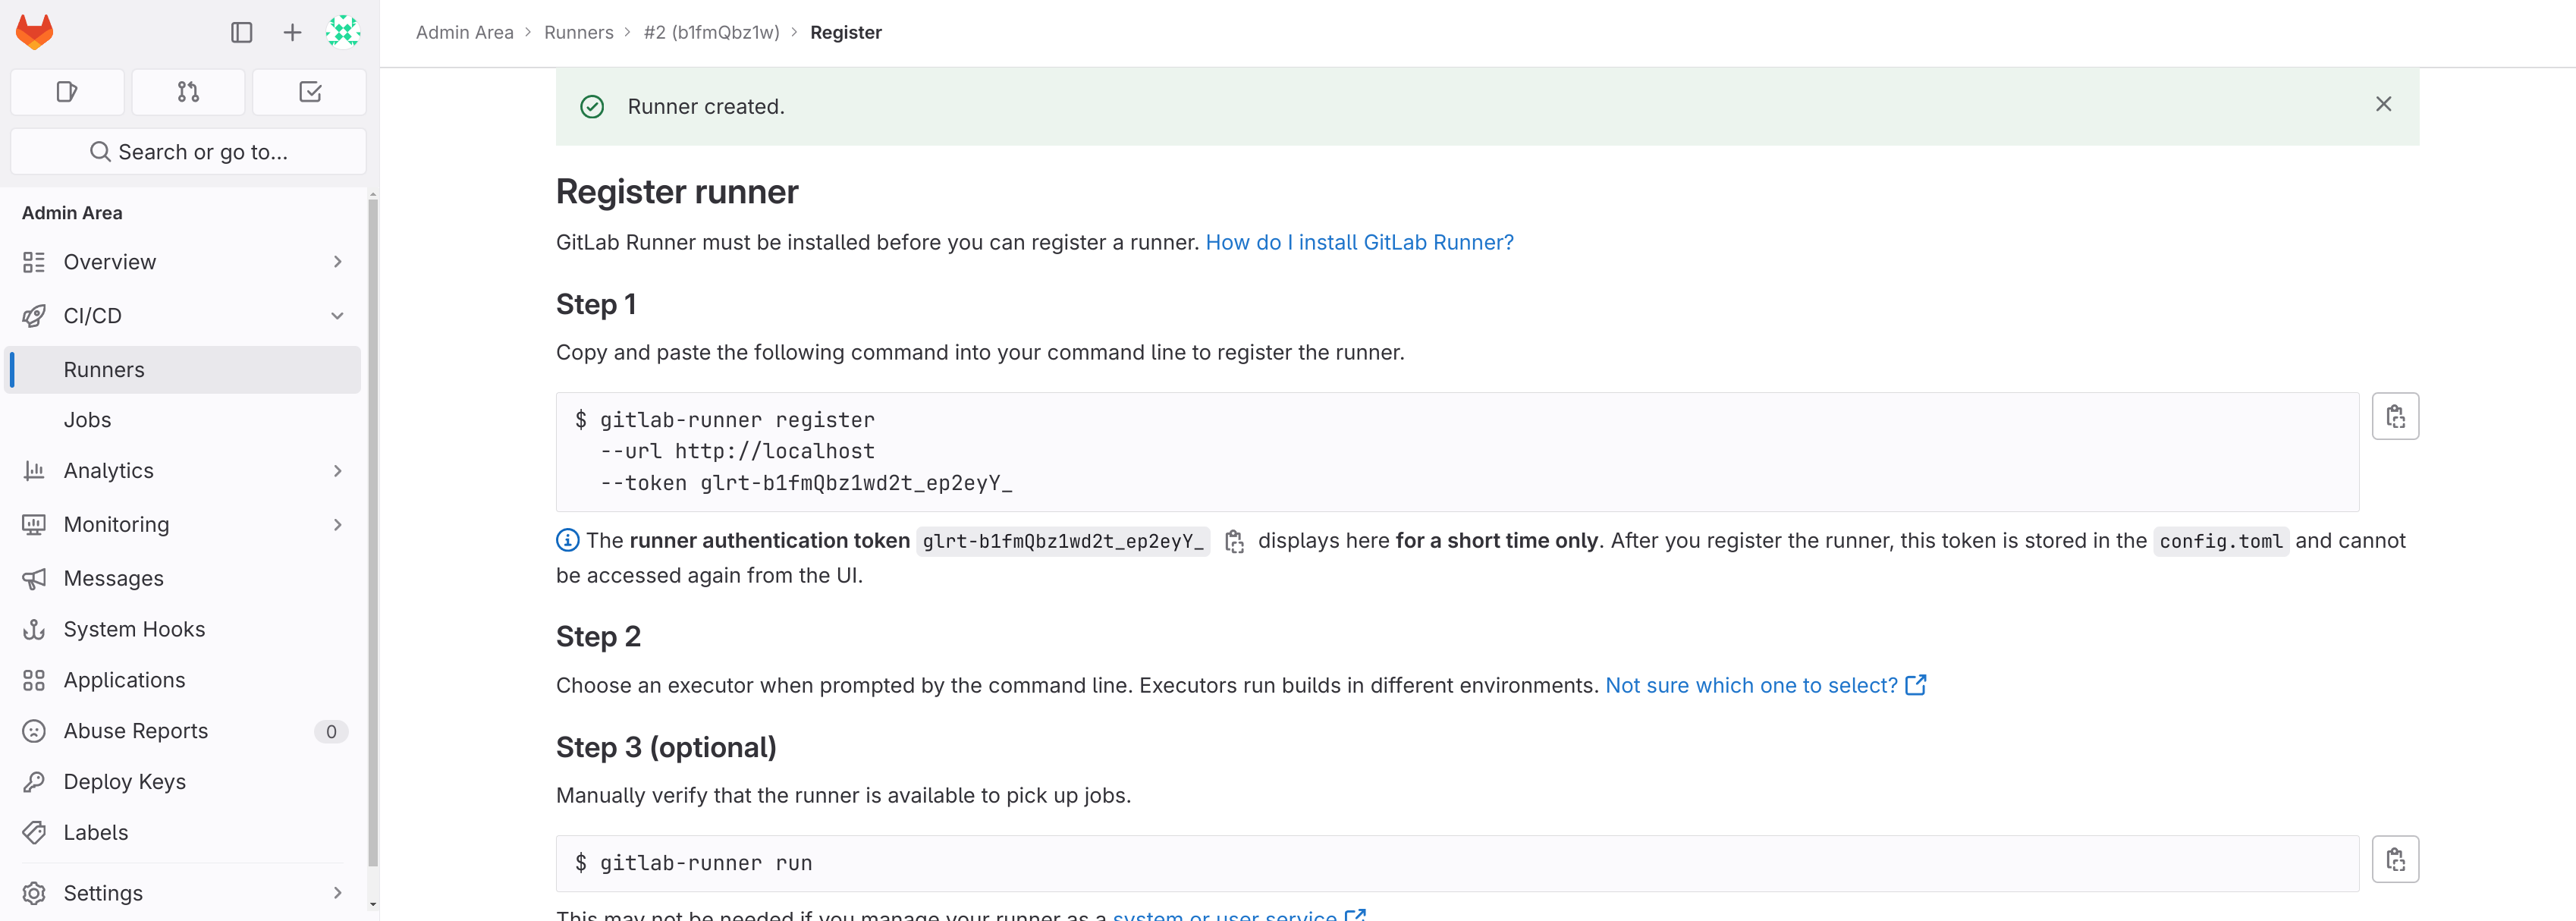 Admin Area › Runners › #2 (b1fmQbz1w) › Register
Search or go to...
Admin Area
Overview
CI/CD
Runners
Jobs
Analytics
Monitoring
Messages
System Hooks
Applications
Abuse Reports 0
Deploy Keys
Labels
Settings
Runner created.
Register runner
GitLab Runner must be installed before you can register a runner. How do I install GitLab Runner?
Step 1
Copy and paste the following command into your command line to register the runner.
$ gitlab-runner register
--url http://localhost
--token glrt-b1fmQbz1wd2t_ep2eyY_
The runner authentication token glrt-b1fmQbz1wd2t_ep2eyY_ displays here for a short time only. After you register the runner, this token is stored in the config.toml and cannot
be accessed again from the UI.
Step 2
Choose an executor when prompted by the command line. Executors run builds in different environments. Not sure which one to select?
Step 3 (optional)
Manually verify that the runner is available to pick up jobs.
$ gitlab-runner run
This may not be needed if you manage your runner as a system or user service